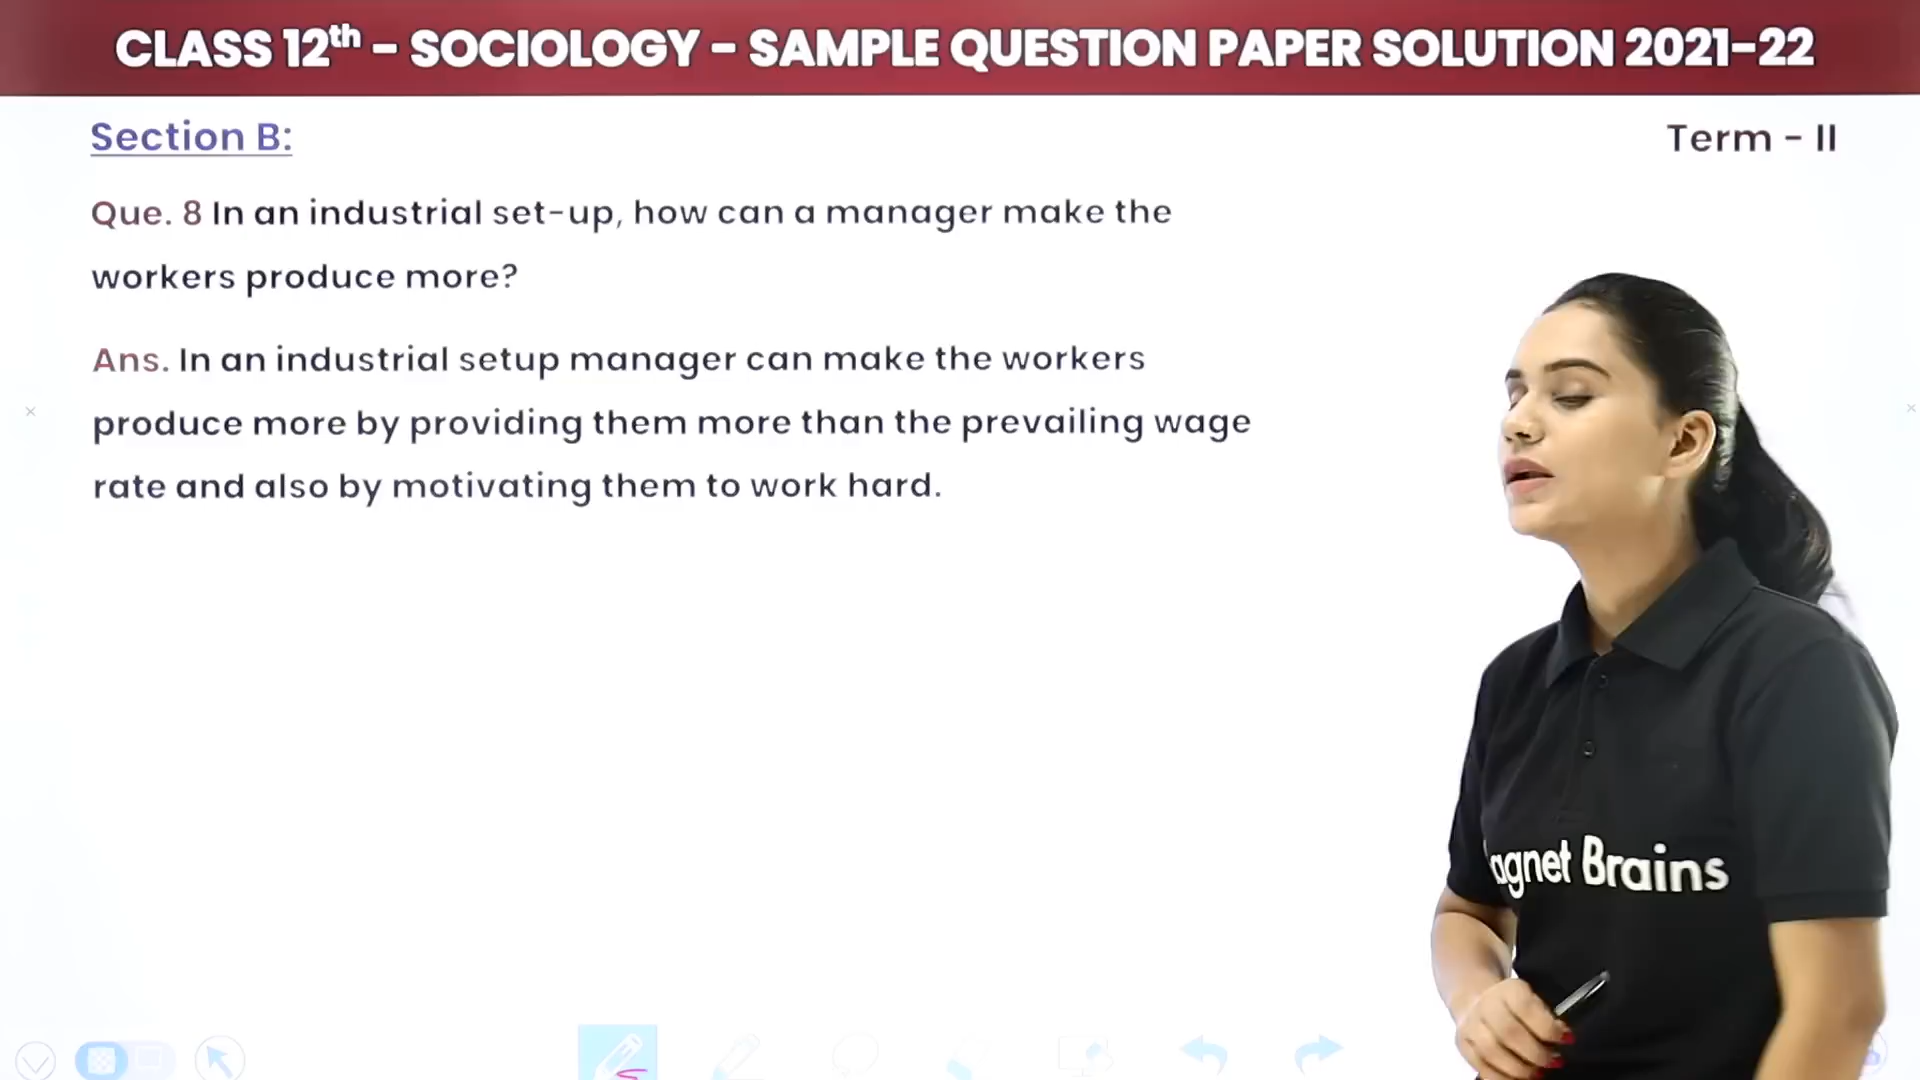 CLASS 12th – SOCIOLOGY – SAMPLE QUESTION PAPER SOLUTION 2021-22
Section B:
Term - II
Que. 8 In an industrial set-up, how can a manager make the
workers produce more?
Ans. In an industrial setup manager can make the workers
produce more by providing them more than the prevailing wage
rate and also by motivating them to work hard.
agnet Brains